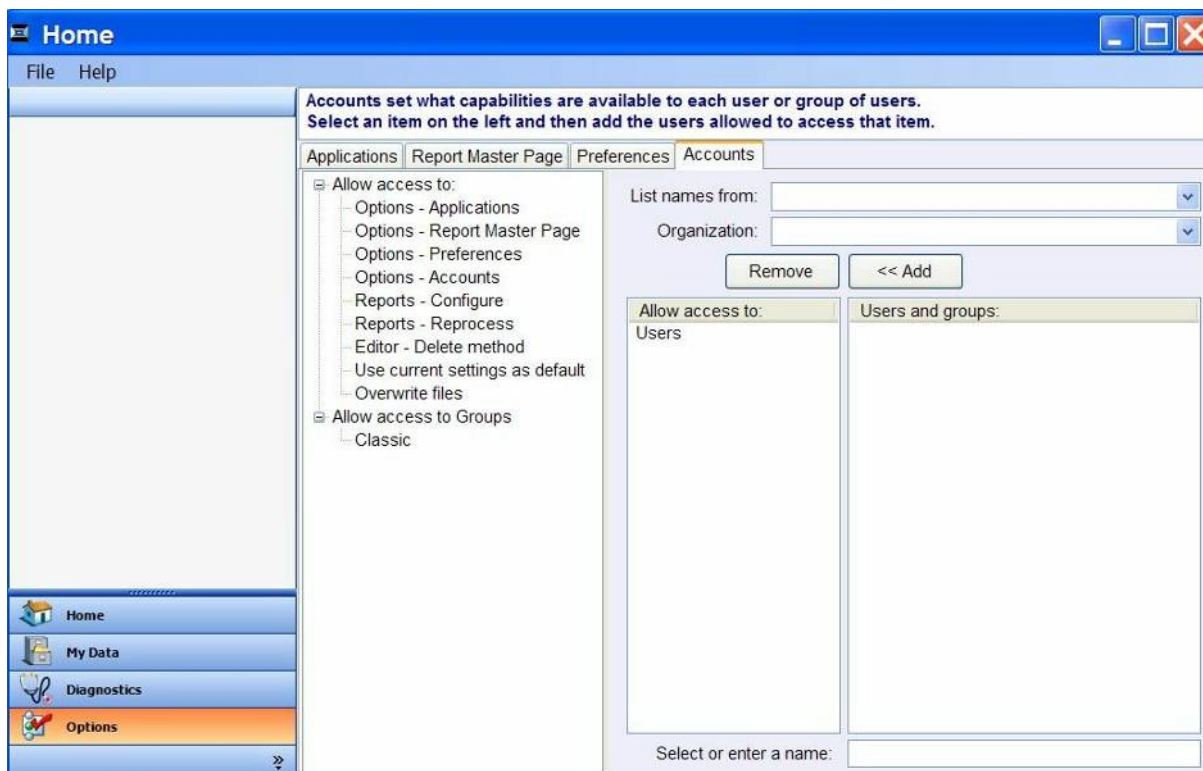 Home
File Help
Accounts set what capabilities are available to each user or group of users.
Select an item on the left and then add the users allowed to access that item.
Applications Report Master Page Preferences Accounts
Allow access to:
Options - Applications
Options - Report Master Page
Options - Preferences
Options - Accounts
Reports - Configure
Reports - Reprocess
Editor - Delete method
Use current settings as default
Overwrite files
Allow access to Groups
Classic
List names from:
Organization:
Remove << Add
Allow access to: Users and groups:
Users
Select or enter a name:
Home
My Data
Diagnostics
Options